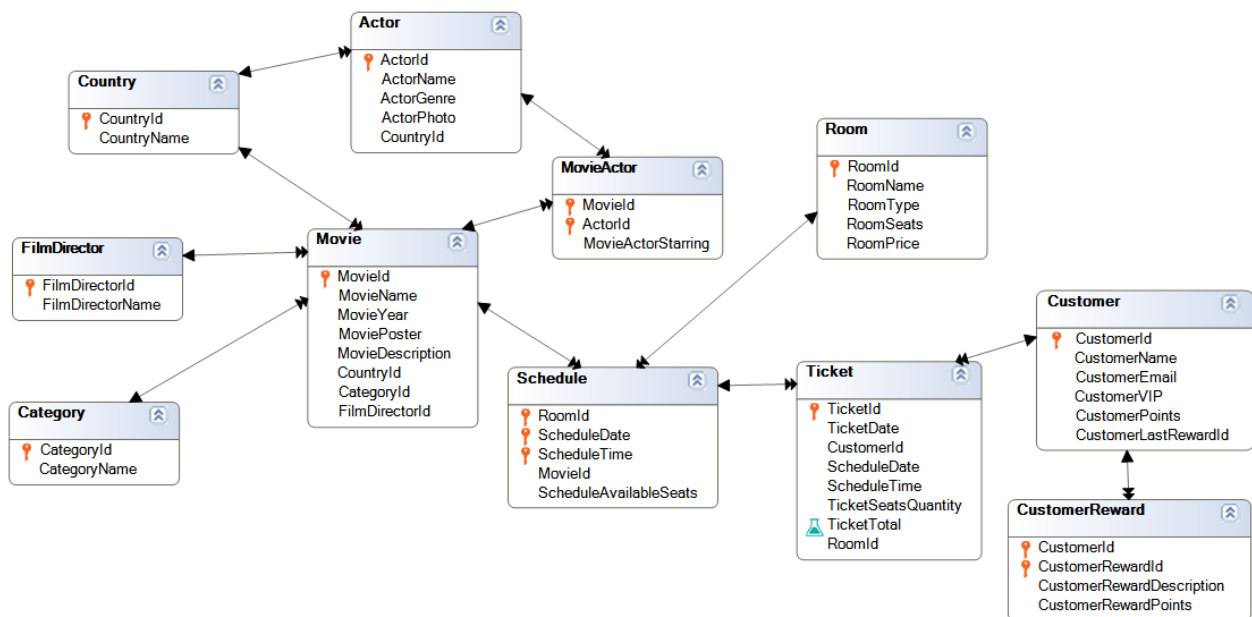 Actor
ActorId
ActorName
ActorGenre
ActorPhoto
CountryId
Country
CountryId
CountryName
Room
RoomId
RoomName
RoomType
RoomSeats
RoomPrice
MovieActor
MovieId
ActorId
MovieActorStarring
FilmDirector
FilmDirectorId
FilmDirectorName
Movie
MovieId
MovieName
MovieYear
MoviePoster
MovieDescription
CountryId
CategoryId
FilmDirectorId
Customer
CustomerId
CustomerName
CustomerEmail
CustomerVIP
CustomerPoints
CustomerLastRewardId
Category
CategoryId
CategoryName
Schedule
RoomId
ScheduleDate
ScheduleTime
MovieId
ScheduleAvailableSeats
Ticket
TicketId
TicketDate
CustomerId
ScheduleDate
ScheduleTime
TicketSeatsQuantity
TicketTotal
RoomId
CustomerReward
CustomerId
CustomerRewardId
CustomerRewardDescription
CustomerRewardPoints